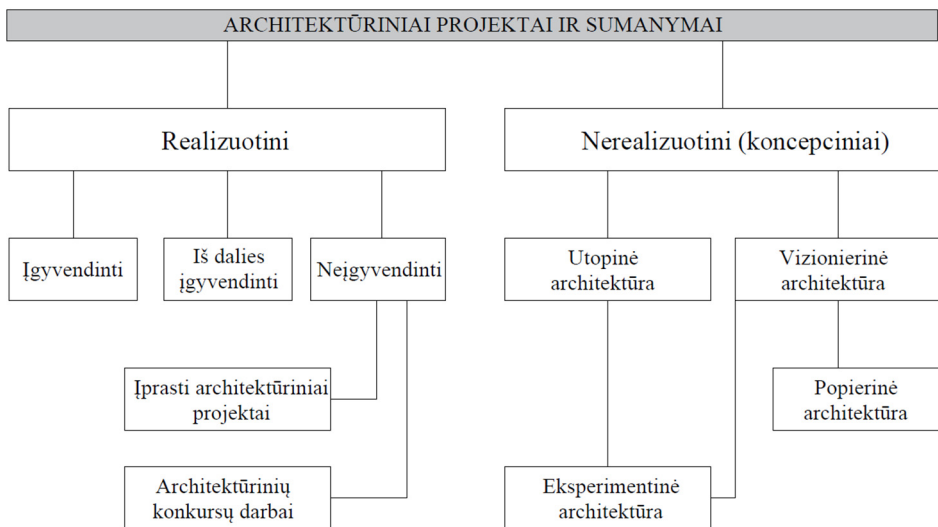 ARCHITEKTŪRINIAI PROJEKTAI IR SUMANYMAI
Realizuotini
Nerealizuotini (koncepciniai)
Įgyvendinti
Iš dalies
įgyvendinti
Neįgyvendinti
Utopinė
architektūra
Vizionierinė
architektūra
Įprasti architektūriniai
projektai
Popierinė
architektūra
Architektūrinių
konkursų darbai
Eksperimentinė
architektūra